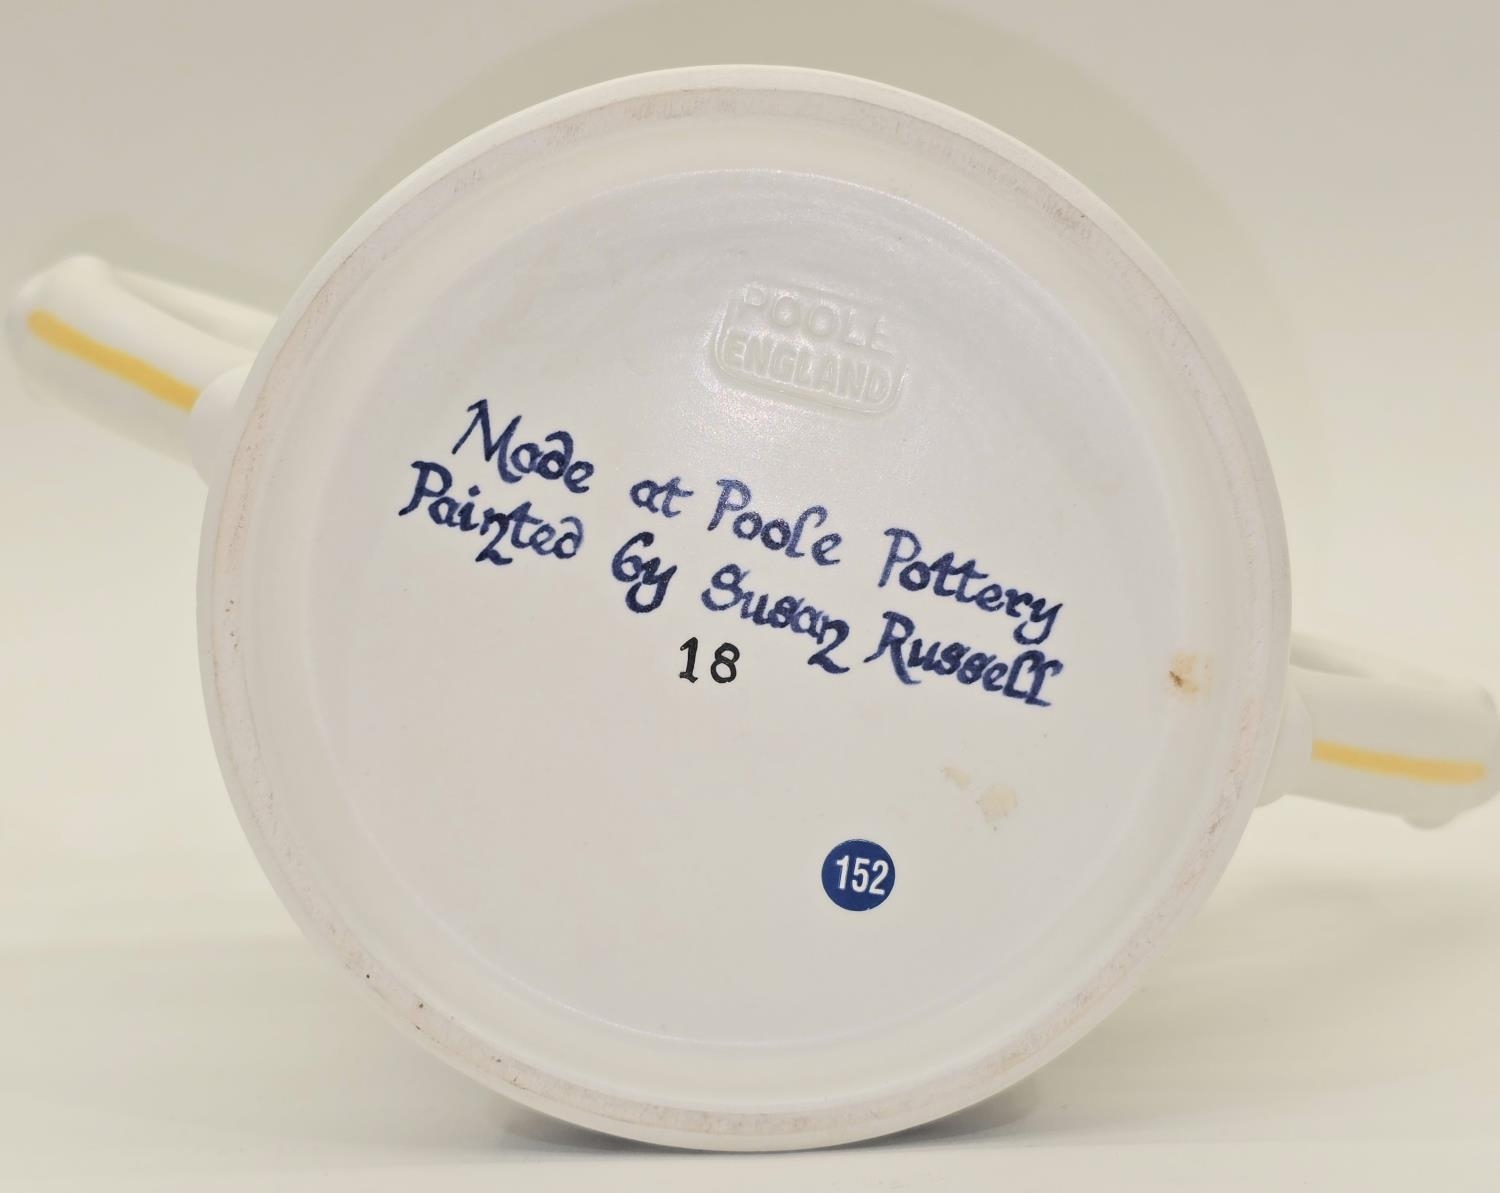 POOLE
ENGLAND
Made at Poole Pottery
Painted by Susan Russell
18
152